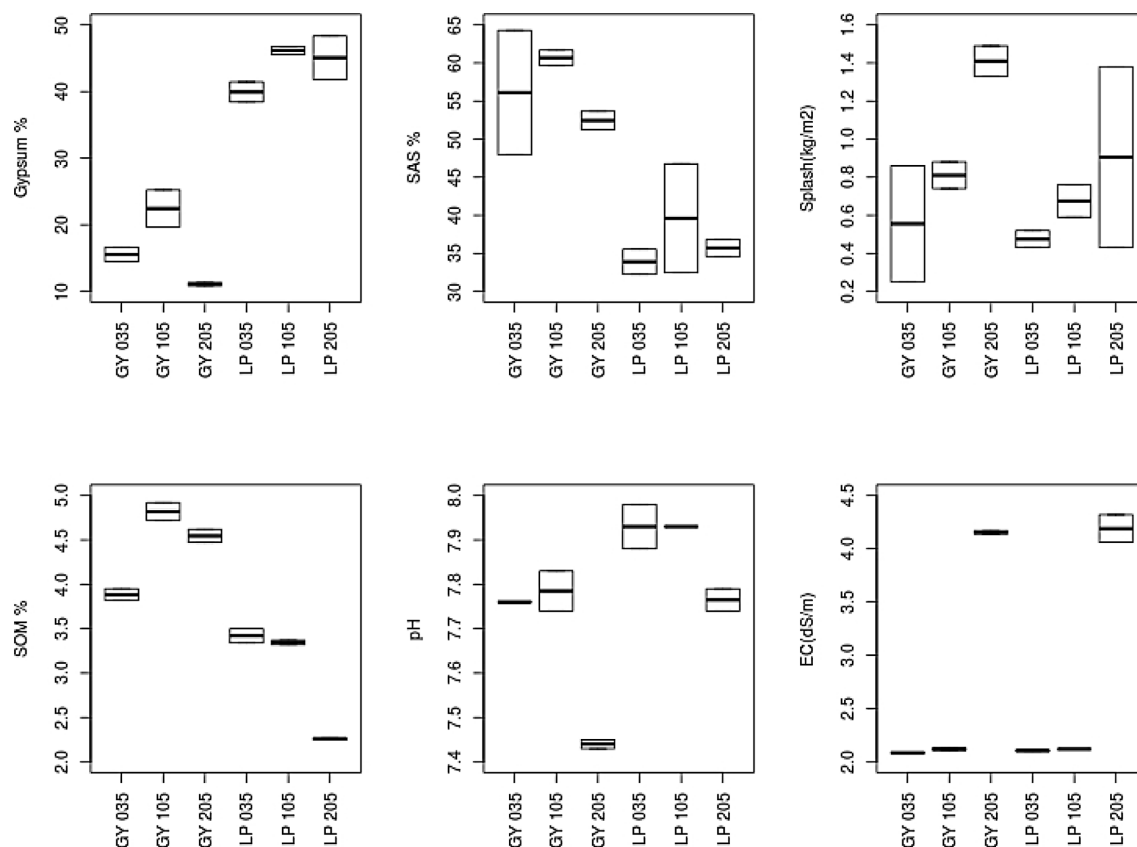 Gypsum %
50
40
30
20
10
GY 035
GY 105
GY 205
LP 035
LP 105
LP 205
SAS %
65
60
55
50
45
40
35
30
GY 035
GY 105
GY 205
LP 035
LP 105
LP 205
Splash(kg/m2)
1.6
1.4
1.2
1.0
0.8
0.6
0.4
0.2
GY 035
GY 105
GY 205
LP 035
LP 105
LP 205
SOM %
5.0
4.5
4.0
3.5
3.0
2.5
2.0
GY 035
GY 105
GY 205
LP 035
LP 105
LP 205
pH
8.0
7.9
7.8
7.7
7.6
7.5
7.4
GY 035
GY 105
GY 205
LP 035
LP 105
LP 205
EC(dS/m)
4.5
4.0
3.5
3.0
2.5
2.0
GY 035
GY 105
GY 205
LP 035
LP 105
LP 205